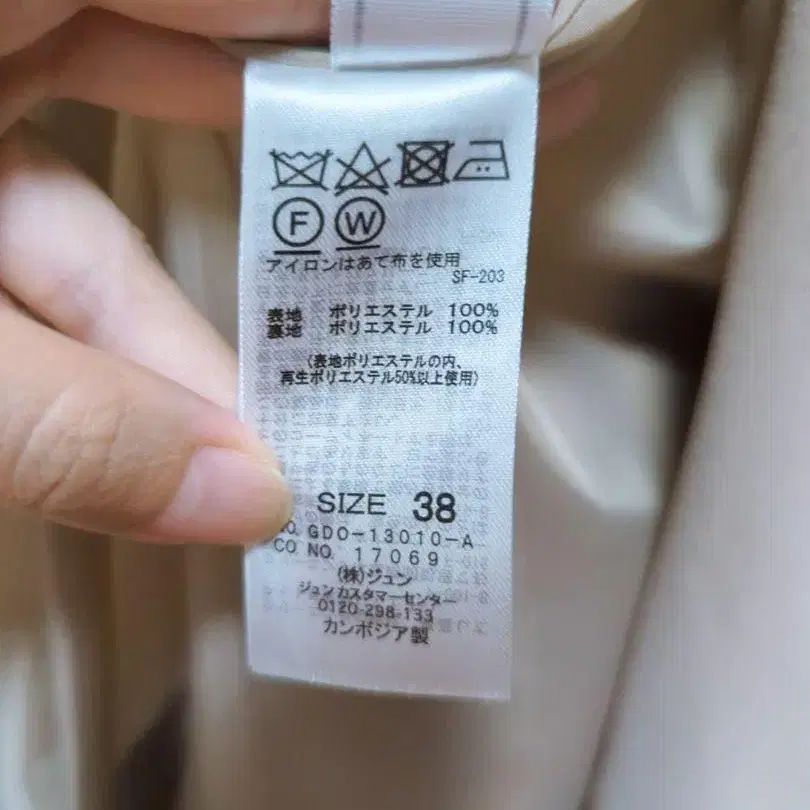 F W
アイロンはあて布を使用
SF-203
表地 ポリエステル 100%
裏地 ポリエステル 100%
(表地ポリエステルの内、
再生ポリエステル50%以上使用)
SIZE 38
NO. GDO-13010-A
CO. NO. 17069
(株)ジュン
ジュンカスタマーセンター
0120-298-133
カンボジア製